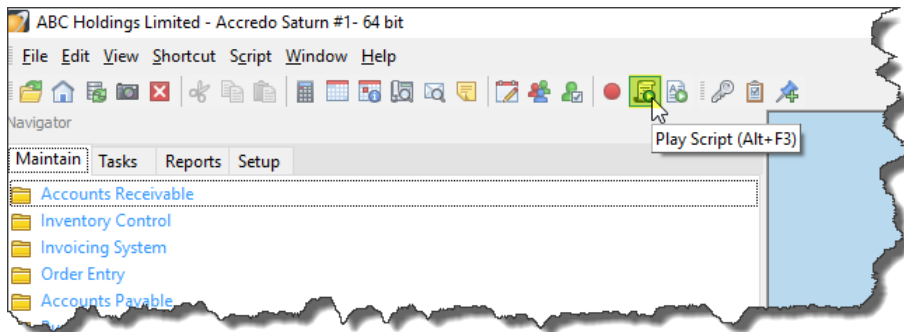 ABC Holdings Limited - Accredo Saturn #1- 64 bit
File Edit View Shortcut Script Window Help
Navigator
Play Script (Alt+F3)
Maintain Tasks Reports Setup
Accounts Receivable
Inventory Control
Invoicing System
Order Entry
Accounts Payable